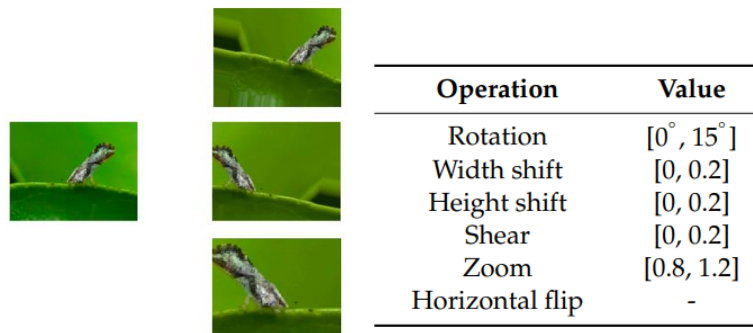 Operation Value
Rotation [0°, 15°]
Width shift [0, 0.2]
Height shift [0, 0.2]
Shear [0, 0.2]
Zoom [0.8, 1.2]
Horizontal flip -